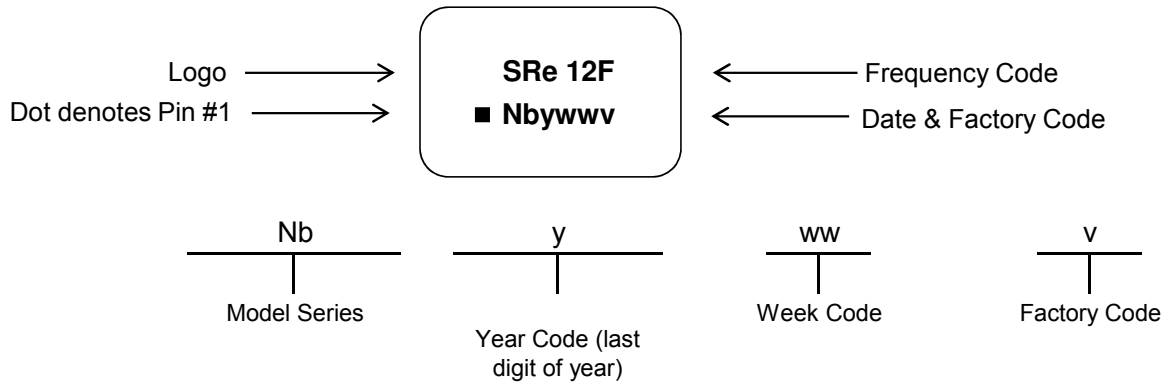 Logo
SRe 12F
Frequency Code
Dot denotes Pin #1
■ Nbywwv
Date & Factory Code
Nb
y
ww
v
Model Series
Year Code (last
digit of year)
Week Code
Factory Code